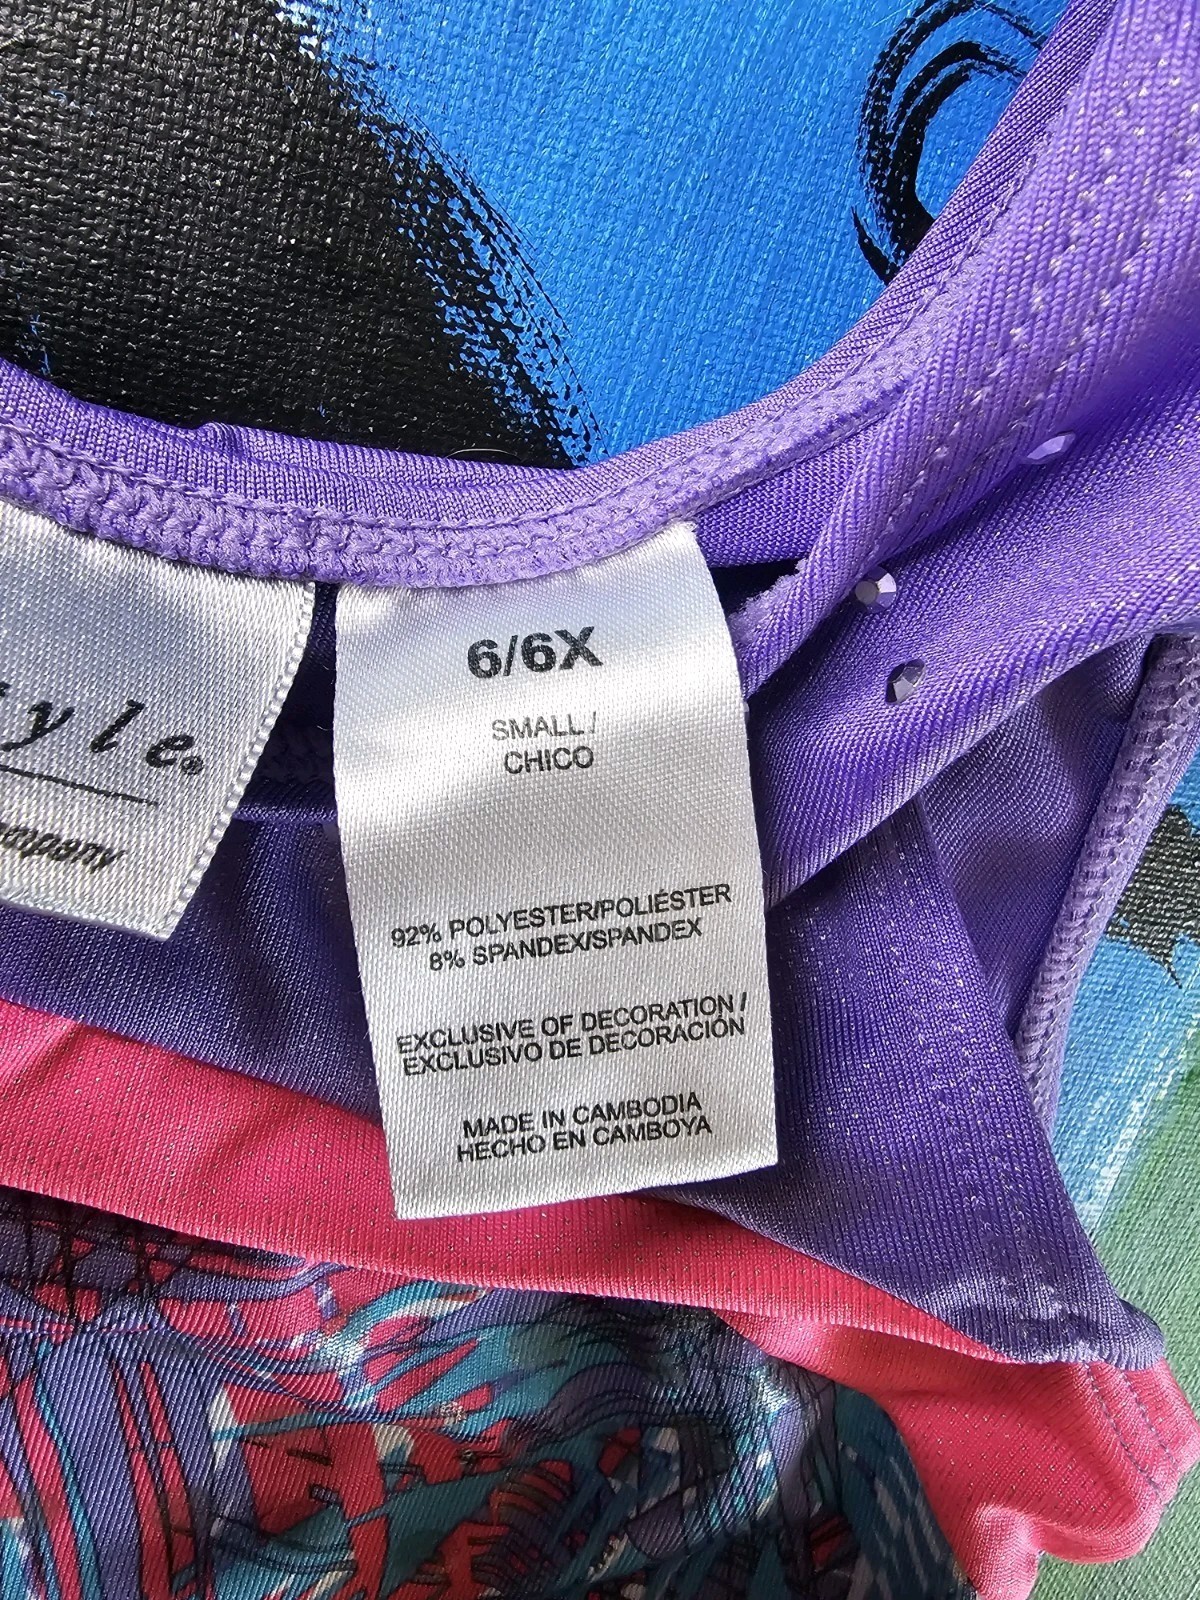 6/6X
SMALL/
CHICO
92% POLYESTER/POLIÉSTER
8% SPANDEX/SPANDEX
EXCLUSIVE OF DECORATION/
EXCLUSIVO DE DECORACIÓN
MADE IN CAMBODIA
HECHO EN CAMBOYA